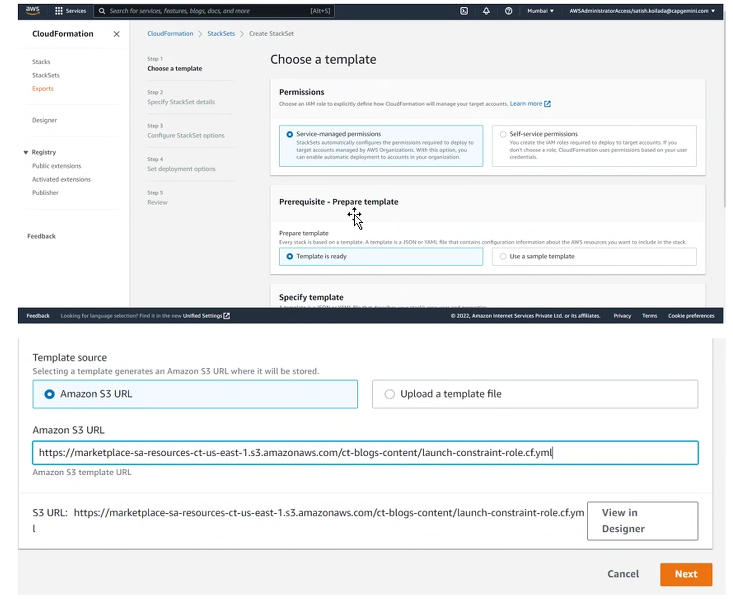 aws Services Search for services, features, blogs, docs, and more [Alt+S] Mumbai AWSAdministratorAccess/satish.kollada@capgemini.com
CloudFormation
Stacks
StackSets
Exports
Designer
Registry
Public extensions
Activated extensions
Publisher
Feedback
CloudFormation > StackSets > Create StackSet
Step 1
Choose a template
Step 2
Specify StackSet details
Step 3
Configure StackSet options
Step 4
Set deployment options
Step 5
Review
Choose a template
Permissions
Choose an IAM role to explicitly define how CloudFormation will manage your target accounts. Learn more
Service-managed permissions
StackSets automatically configures the permissions required to deploy to
target accounts managed by AWS Organizations. With this option, you
can enable automatic deployment to accounts in your organization.
Self-service permissions
You create the IAM roles required to deploy to target accounts. If you
don't choose a role, CloudFormation uses permissions based on your user
credentials.
Prerequisite - Prepare template
Prepare template
Every stack is based on a template. A template is a JSON or YAML file that contains configuration information about the AWS resources you want to include in the stack.
Template is ready
Use a sample template
Specify template
Feedback Looking for language selection? Find it in the new Unified Settings © 2022, Amazon Internet Services Private Ltd. or its affiliates. Privacy Terms Cookie preferences
Template source
Selecting a template generates an Amazon S3 URL where it will be stored.
Amazon S3 URL
Upload a template file
Amazon S3 URL
https://marketplace-sa-resources-ct-us-east-1.s3.amazonaws.com/ct-blogs-content/launch-constraint-role.cf.yml
Amazon S3 template URL
S3 URL: https://marketplace-sa-resources-ct-us-east-1.s3.amazonaws.com/ct-blogs-content/launch-constraint-role.cf.ym
l
View in
Designer
Cancel
Next